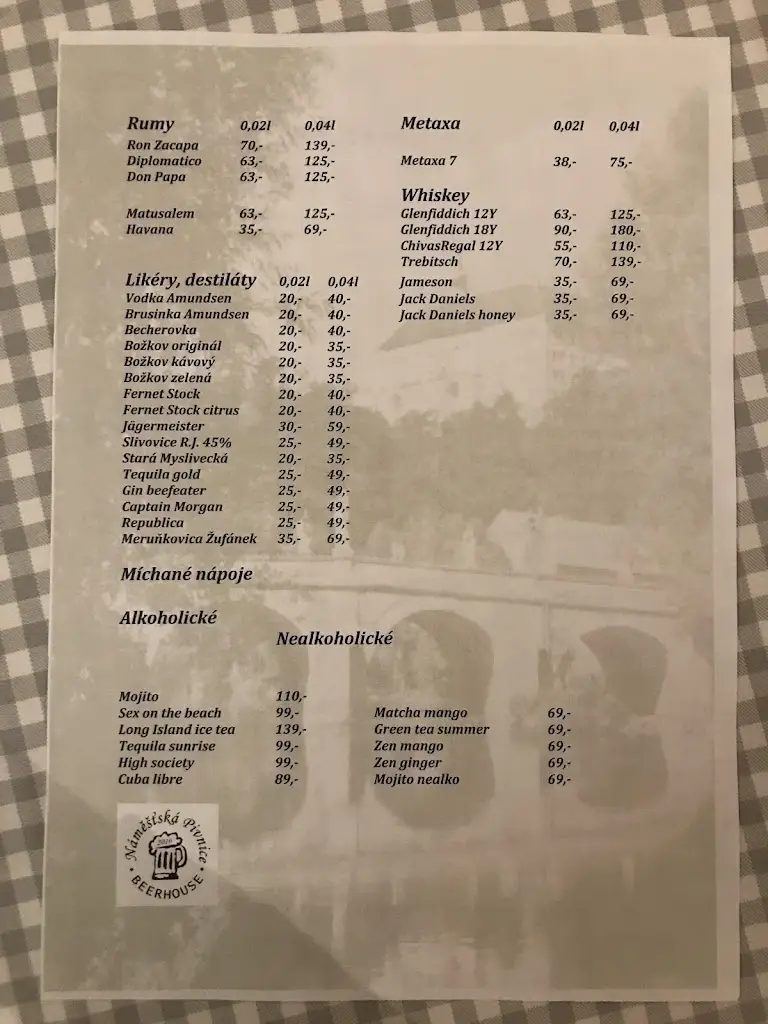 Rumy 0,02l 0,04l
Ron Zacapa 70,- 139,-
Diplomatico 63,- 125,-
Don Papa 63,- 125,-
Matusalem 63,- 125,-
Havana 35,- 69,-
Likéry, destiláty 0,02l 0,04l
Vodka Amundsen 20,- 40,-
Brusinka Amundsen 20,- 40,-
Becherovka 20,- 40,-
Božkov originál 20,- 35,-
Božkov kávový 20,- 35,-
Božkov zelená 20,- 35,-
Fernet Stock 20,- 40,-
Fernet Stock citrus 20,- 40,-
Jägermeister 30,- 59,-
Slivovice R.J. 45% 25,- 49,-
Stará Myslivecká 20,- 35,-
Tequila gold 25,- 49,-
Gin beefeater 25,- 49,-
Captain Morgan 25,- 49,-
Republica 25,- 49,-
Meruňkovica Žufánek 35,- 69,-
Metaxa 0,02l 0,04l
Metaxa 7 38,- 75,-
Whiskey
Glenfiddich 12Y 63,- 125,-
Glenfiddich 18Y 90,- 180,-
ChivasRegal 12Y 55,- 110,-
Trebitsch 70,- 139,-
Jameson 35,- 69,-
Jack Daniels 35,- 69,-
Jack Daniels honey 35,- 69,-
Míchané nápoje
Alkoholické
Nealkoholické
Mojito 110,-
Sex on the beach 99,-
Long Island ice tea 139,-
Tequila sunrise 99,-
High society 99,-
Cuba libre 89,-
Matcha mango 69,-
Green tea summer 69,-
Zen mango 69,-
Zen ginger 69,-
Mojito nealko 69,-
Náměšťská Pivnice
BEERHOUSE